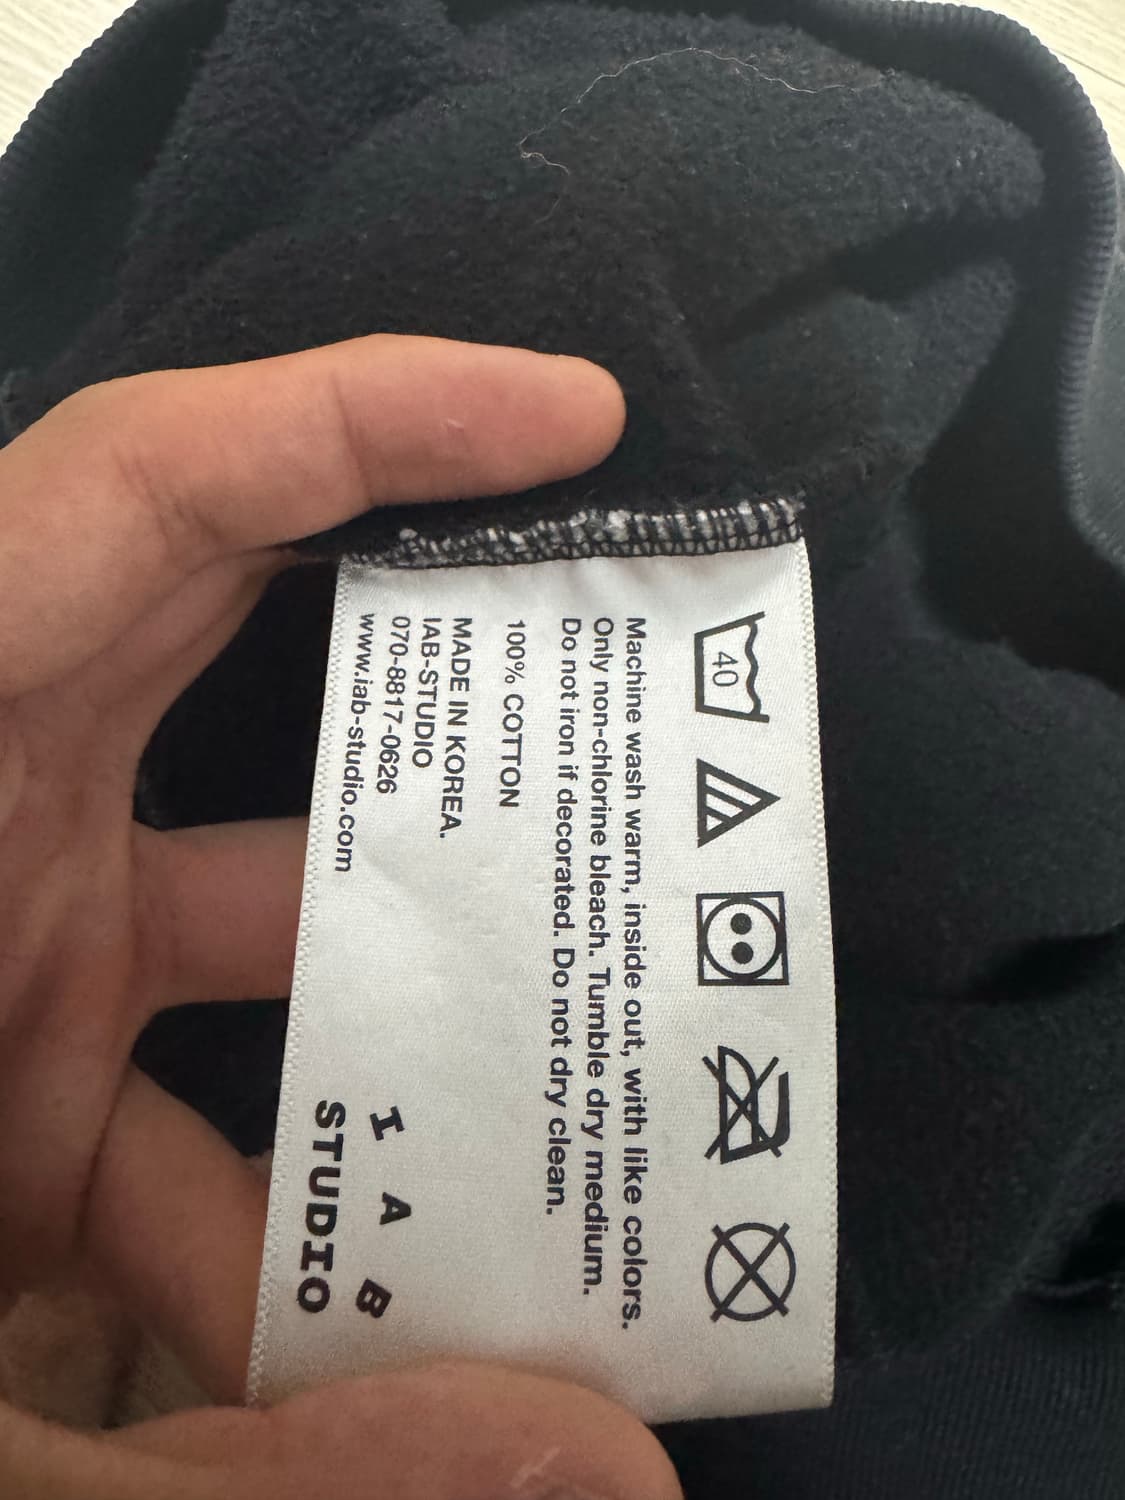 40
Machine wash warm, inside out, with like colors.
Only non-chlorine bleach. Tumble dry medium.
Do not iron if decorated. Do not dry clean.
100% COTTON
MADE IN KOREA.
IAB-STUDIO
070-8817-0626
www.iab-studio.com
I A B
STUDIO